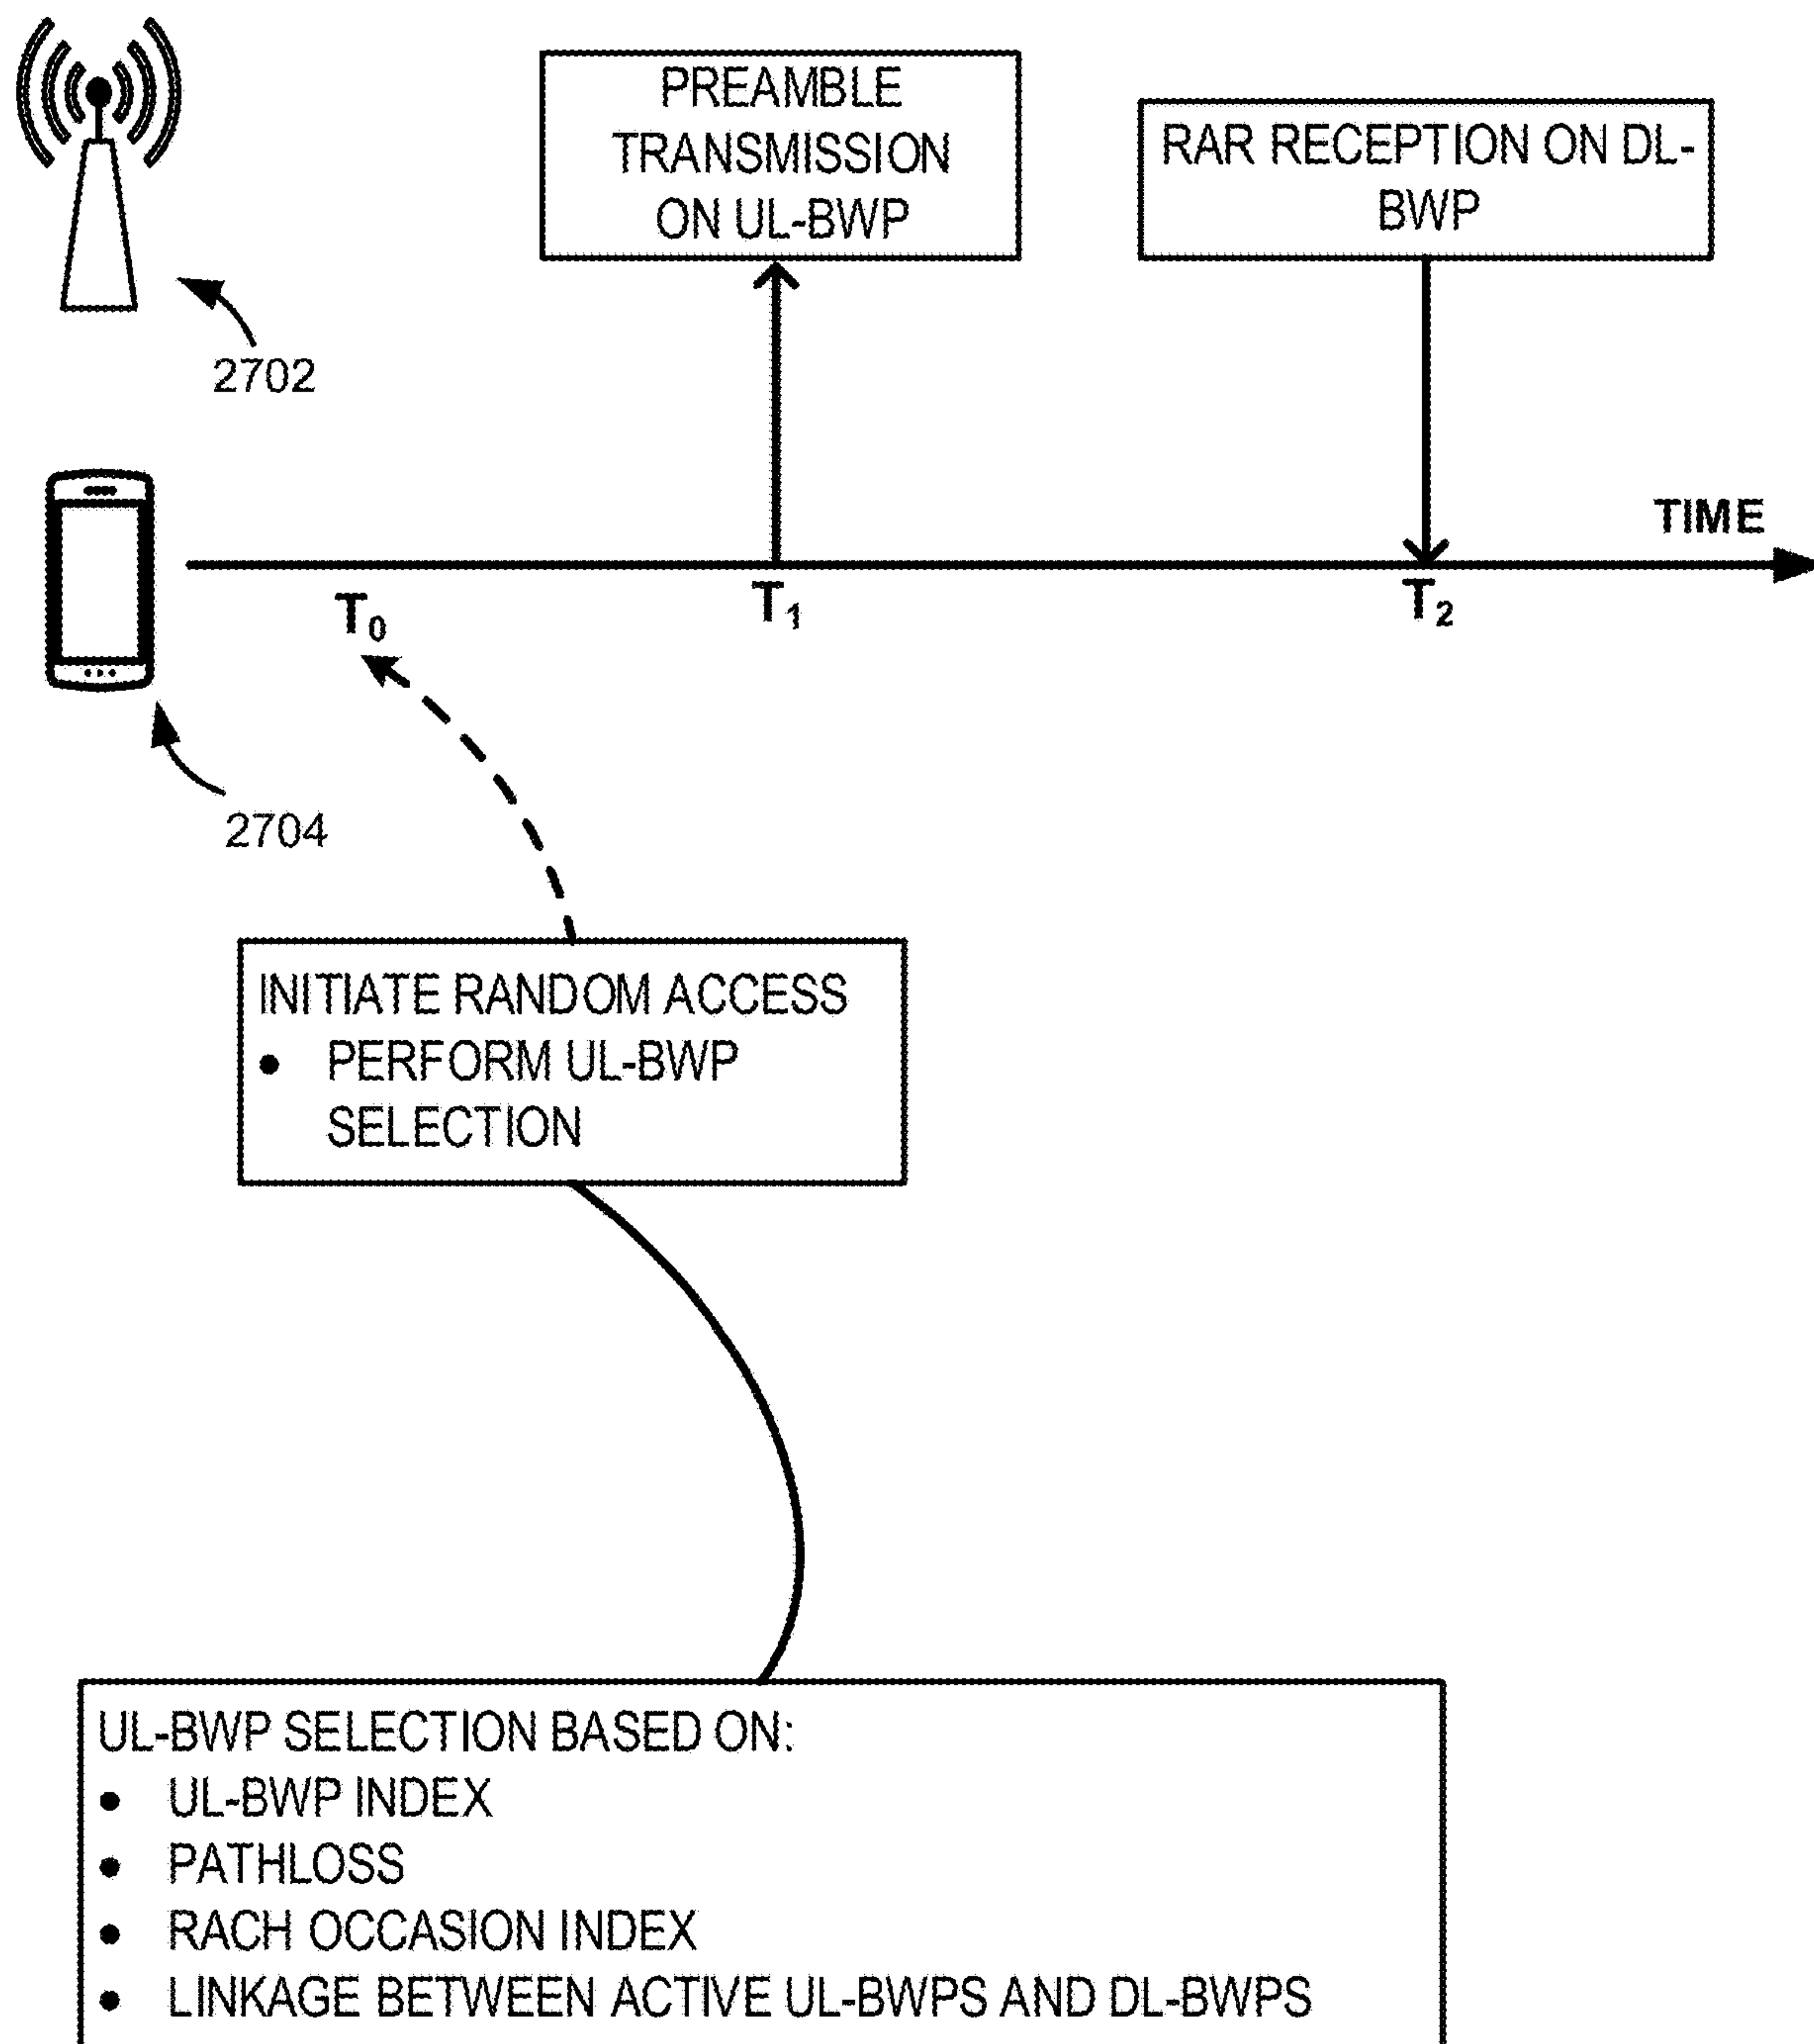 PREAMBLE
TRANSMISSION
ON UL-BWP
RAR RECEPTION ON DL-
BWP
2702
TIME
T0
T1
T2
2704
INITIATE RANDOM ACCESS
• PERFORM UL-BWP
SELECTION
UL-BWP SELECTION BASED ON:
• UL-BWP INDEX
• PATHLOSS
• RACH OCCASION INDEX
• LINKAGE BETWEEN ACTIVE UL-BWPS AND DL-BWPS